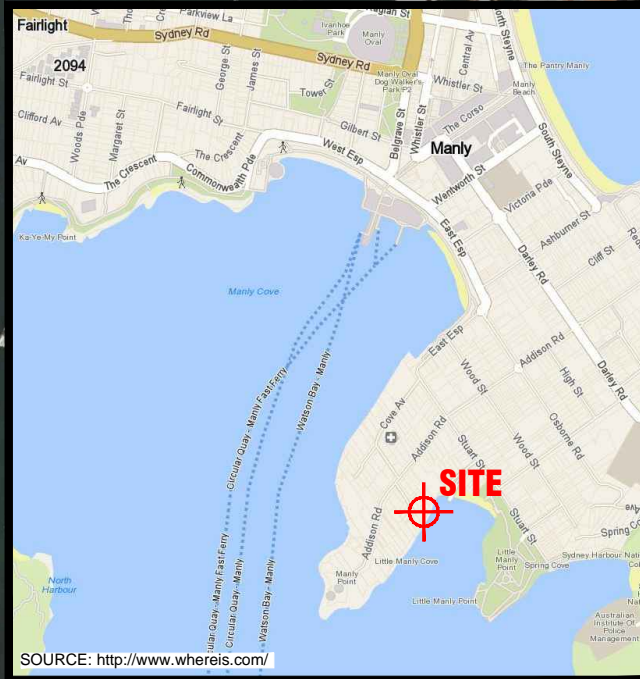 Fairlight
2094
Parkview La
Sydney Rd
Ivanhoe
Park
Manly
Oval
Sydney Rd
Manly Oval
Dog Walker's
Park P2
Whistler St
Central Av
North Steyne
The Pantry Manly
Manly
Beach
South Steyne
The Corso
Whistler St
Belgrave St
Manly
Wentworth St
Victoria Pde
Ashburner St
Cliff St
Darley Rd
Darley Rd
Fairlight St
Clifford Av
Woods Pde
Margaret St
George St
James St
Tower St
Fairlight St
Gilbert St
West Esp
The Crescent
The Crescent
Commonwealth Pde
Av
Ka-Ye-My Point
Manly Cove
East Esp
East Esp
Addison Rd
Wood St
High St
Osborne Rd
Wood St
Stuart St
Stuart St
Cove Av
Addison Rd
Addison Rd
SITE
Circular Quay - Manly Fast Ferry
Watson Bay - Manly
cular Quay - Manly Fast Ferry
Circular Quay - Manly
Watson Bay - Manly
Little Manly Cove
Manly
Point
Little Manly Point
Little
Manly
Point
Spring Cove
Spring C
Sydney Harbour Nati
Australian
Institute Of
Police
Management
North
Harbour
SOURCE: http://www.whereis.com/